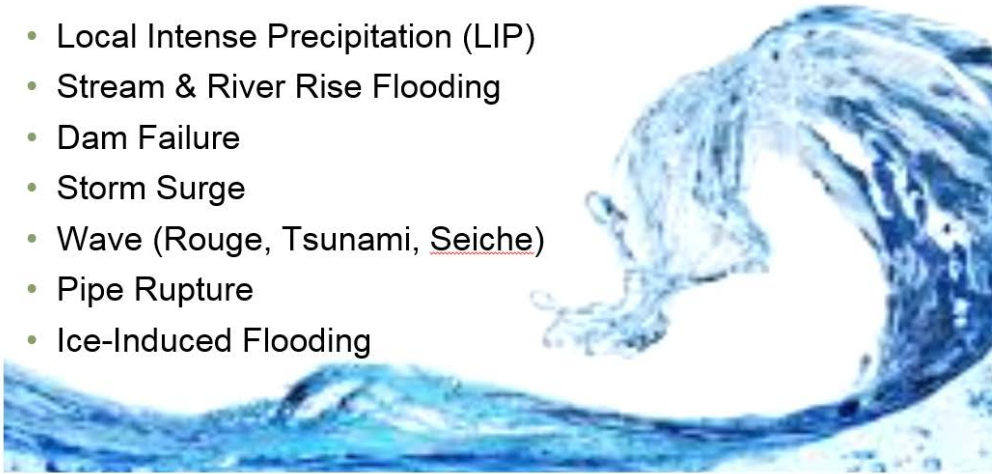 • Local Intense Precipitation (LIP)
• Stream & River Rise Flooding
• Dam Failure
• Storm Surge
• Wave (Rouge, Tsunami, Seiche)
• Pipe Rupture
• Ice-Induced Flooding